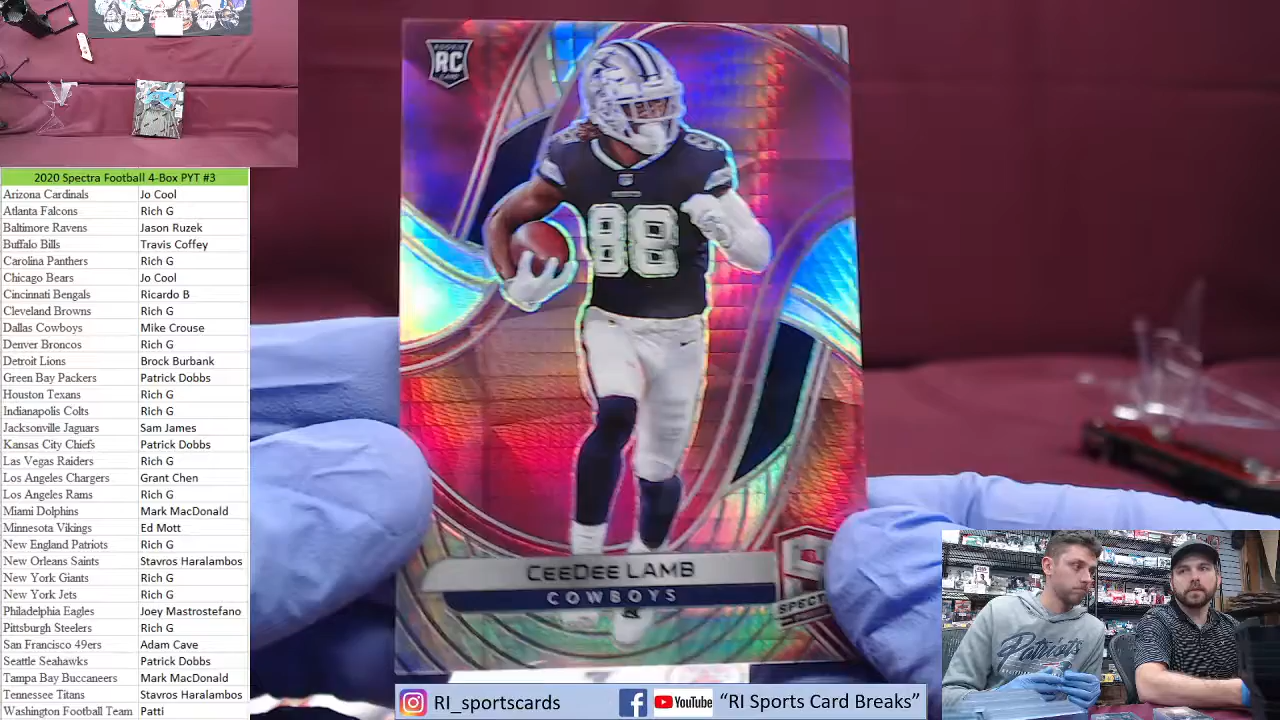 2020 Spectra Football 4-Box PYT #3
Arizona Cardinals Jo Cool
Atlanta Falcons Rich G
Baltimore Ravens Jason Ruzek
Buffalo Bills Travis Coffey
Carolina Panthers Rich G
Chicago Bears Jo Cool
Cincinnati Bengals Ricardo B
Cleveland Browns Rich G
Dallas Cowboys Mike Crouse
Denver Broncos Rich G
Detroit Lions Brock Burbank
Green Bay Packers Patrick Dobbs
Houston Texans Rich G
Indianapolis Colts Rich G
Jacksonville Jaguars Sam James
Kansas City Chiefs Patrick Dobbs
Las Vegas Raiders Rich G
Los Angeles Chargers Grant Chen
Los Angeles Rams Rich G
Miami Dolphins Mark MacDonald
Minnesota Vikings Ed Mott
New England Patriots Rich G
New Orleans Saints Stavros Haralambos
New York Giants Rich G
New York Jets Rich G
Philadelphia Eagles Joey Mastrostefano
Pittsburgh Steelers Rich G
San Francisco 49ers Adam Cave
Seattle Seahawks Patrick Dobbs
Tampa Bay Buccaneers Mark MacDonald
Tennessee Titans Stavros Haralambos
Washington Football Team Patti
RC
88
CEEDEE LAMB
COWBOYS
SPECT
Patriots
RI_sportscards
YouTube
"RI Sports Card Breaks"